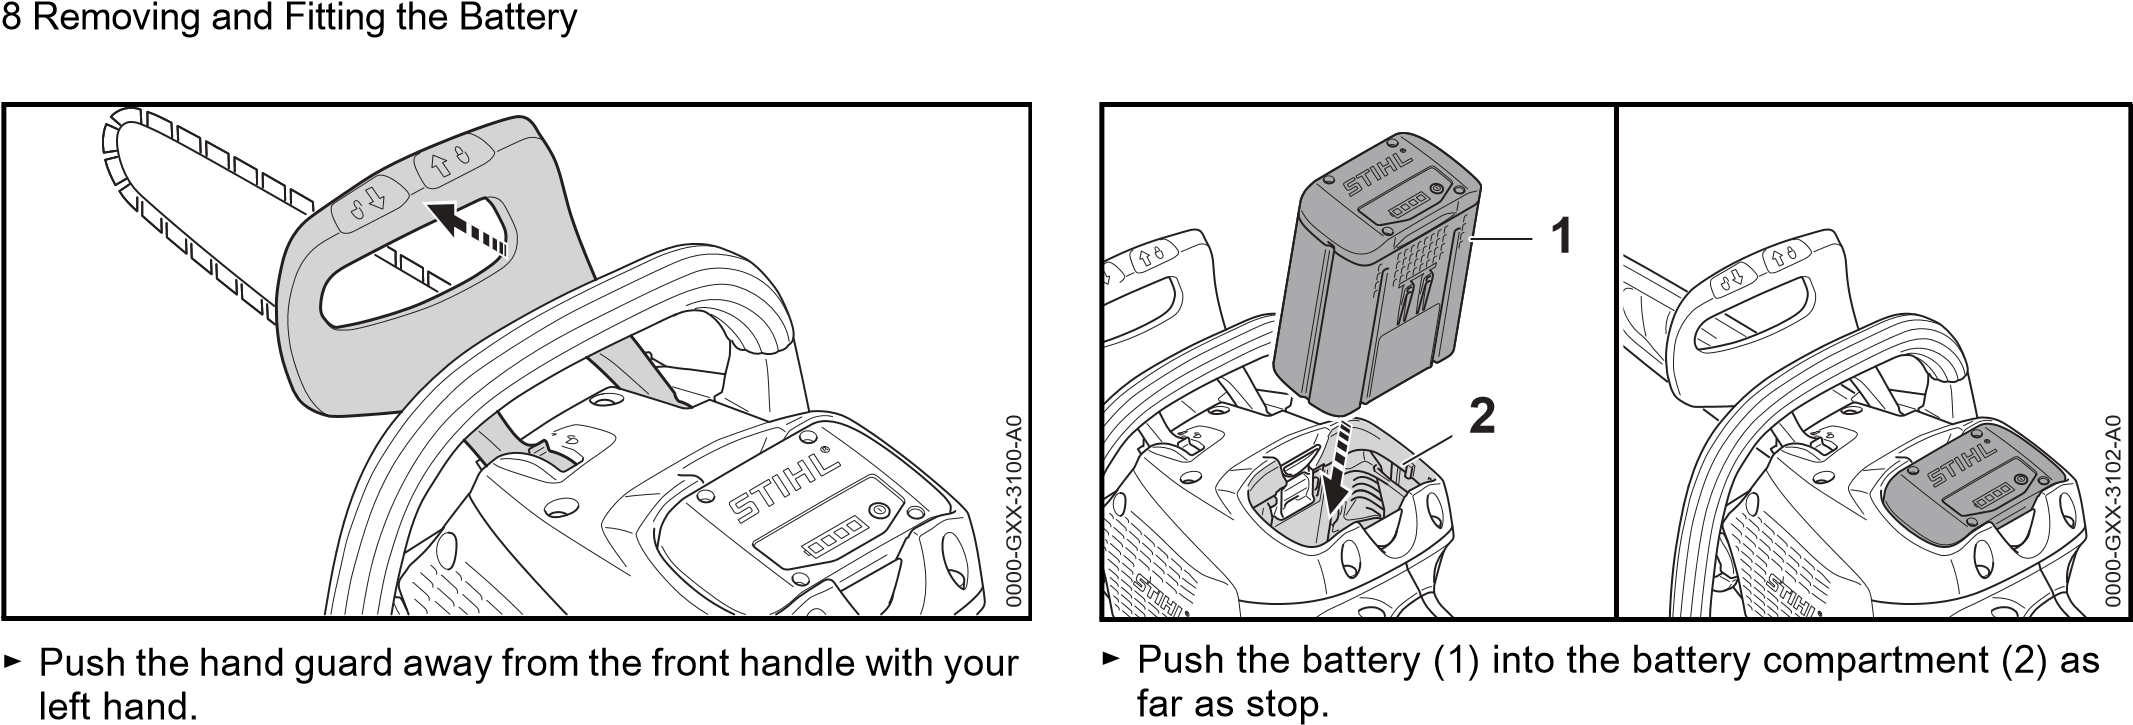 8 Removing and Fitting the Battery
STIHL
0000-GXX-3100-A0
► Push the hand guard away from the front handle with your
left hand.
STIHL
1
2
STIHL
STIHL
STIHL
0000-GXX-3102-A0
► Push the battery (1) into the battery compartment (2) as
far as stop.